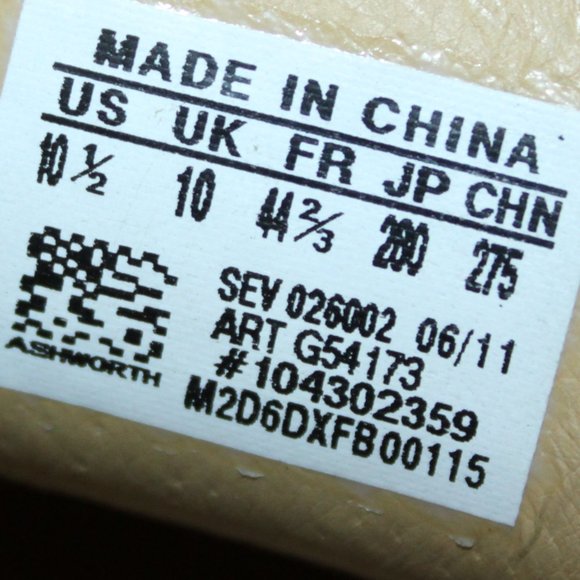 MADE IN CHINA
US UK FR JP CHN
10 1/2 10 44 2/3 280 275
SEV 026002 06/11
ART G54173
#104302359
M2D6DXFB00115
ASHWORTH